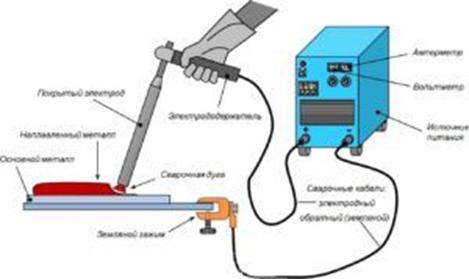 Амперметр
Вольтметр
Покрытый электрод
Электрододержатель
Источник
питания
Наплавленный металл
Основной металл
Сварочная дуга
Сварочные кабели:
электродный
обратный (земляной)
Земляной зажим